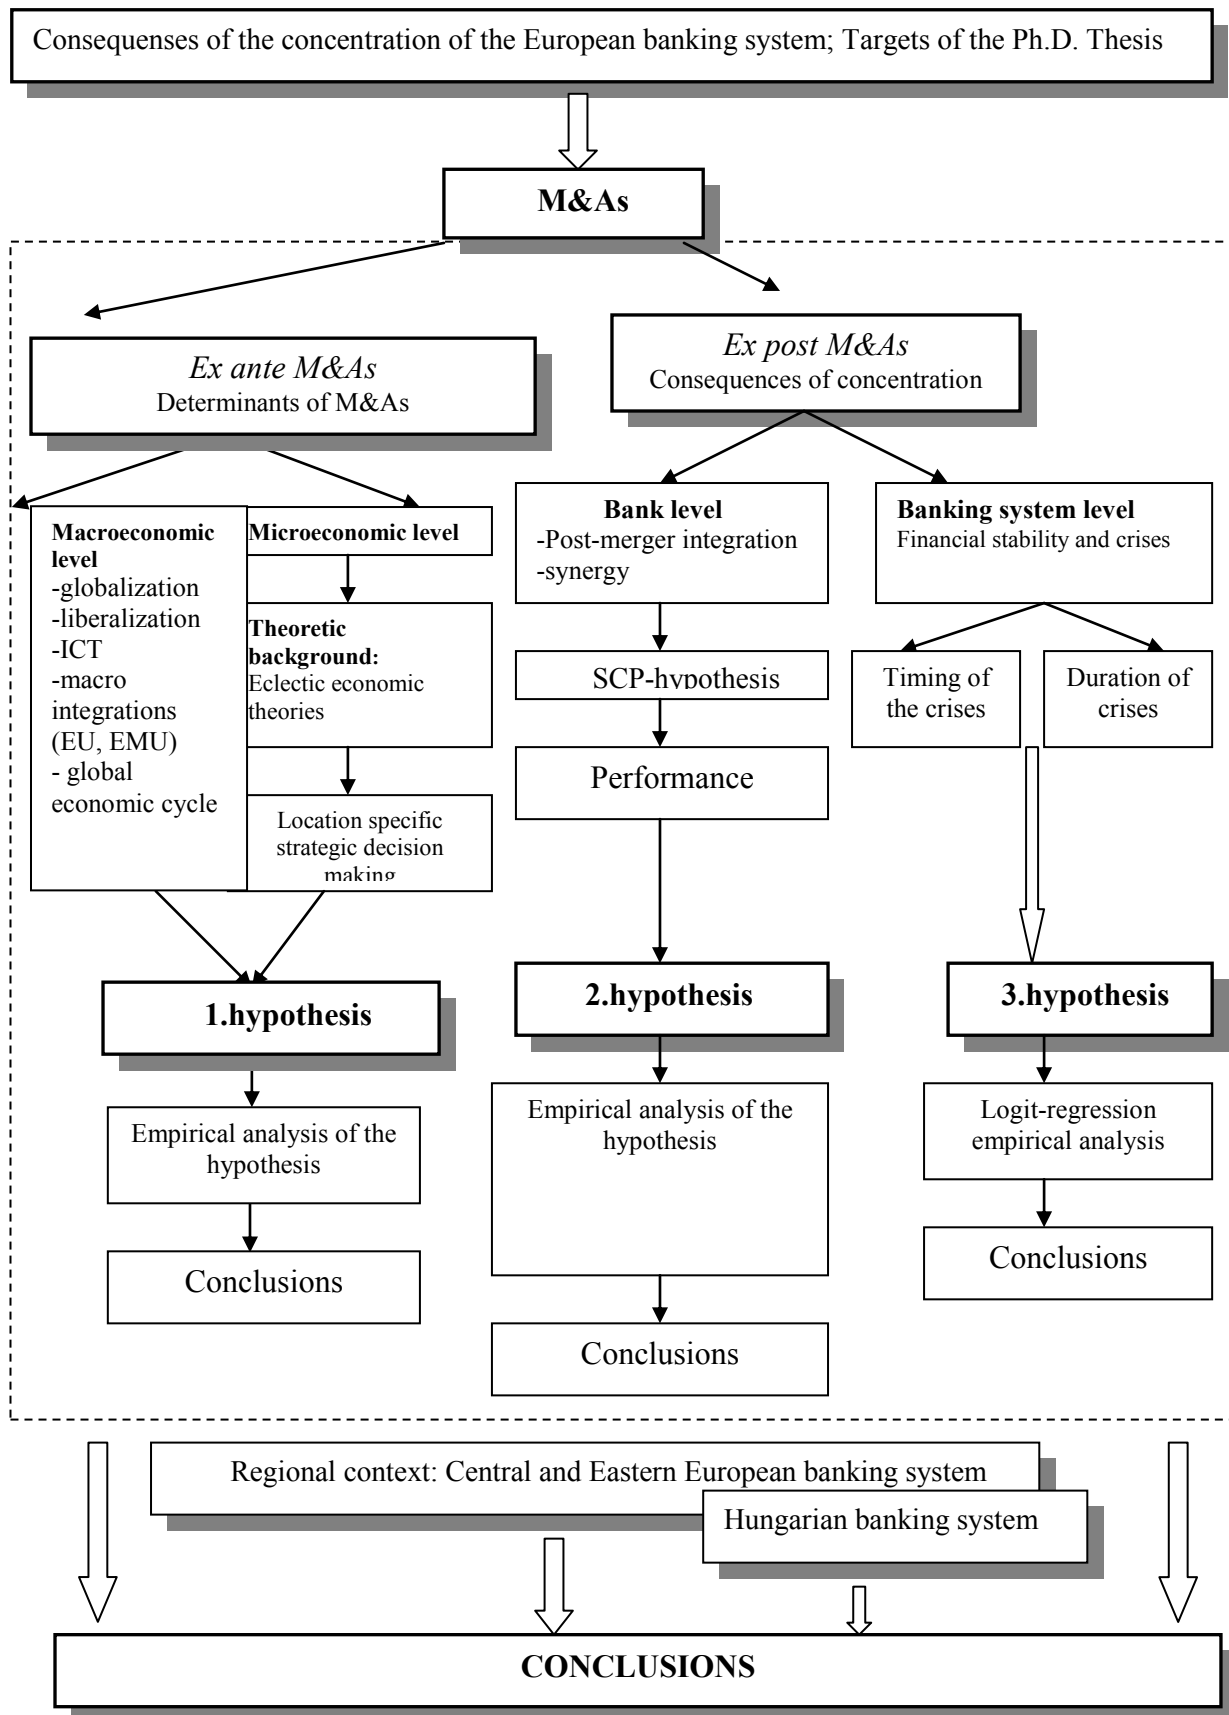 Consequenses of the concentration of the European banking system; Targets of the Ph.D. Thesis
M&As
Ex ante M&As
Determinants of M&As
Ex post M&As
Consequences of concentration
Macroeconomic
level
-globalization
-liberalization
-ICT
-macro
integrations
(EU, EMU)
- global
economic cycle
Microeconomic level
Theoretic
background:
Eclectic economic
theories
Location specific
strategic decision
making
Bank level
-Post-merger integration
-synergy
SCP-hypothesis
Performance
Banking system level
Financial stability and crises
Timing of
the crises
Duration of
crises
1.hypothesis
2.hypothesis
3.hypothesis
Empirical analysis of the
hypothesis
Conclusions
Empirical analysis of the
hypothesis
Conclusions
Logit-regression
empirical analysis
Conclusions
Regional context: Central and Eastern European banking system
Hungarian banking system
CONCLUSIONS